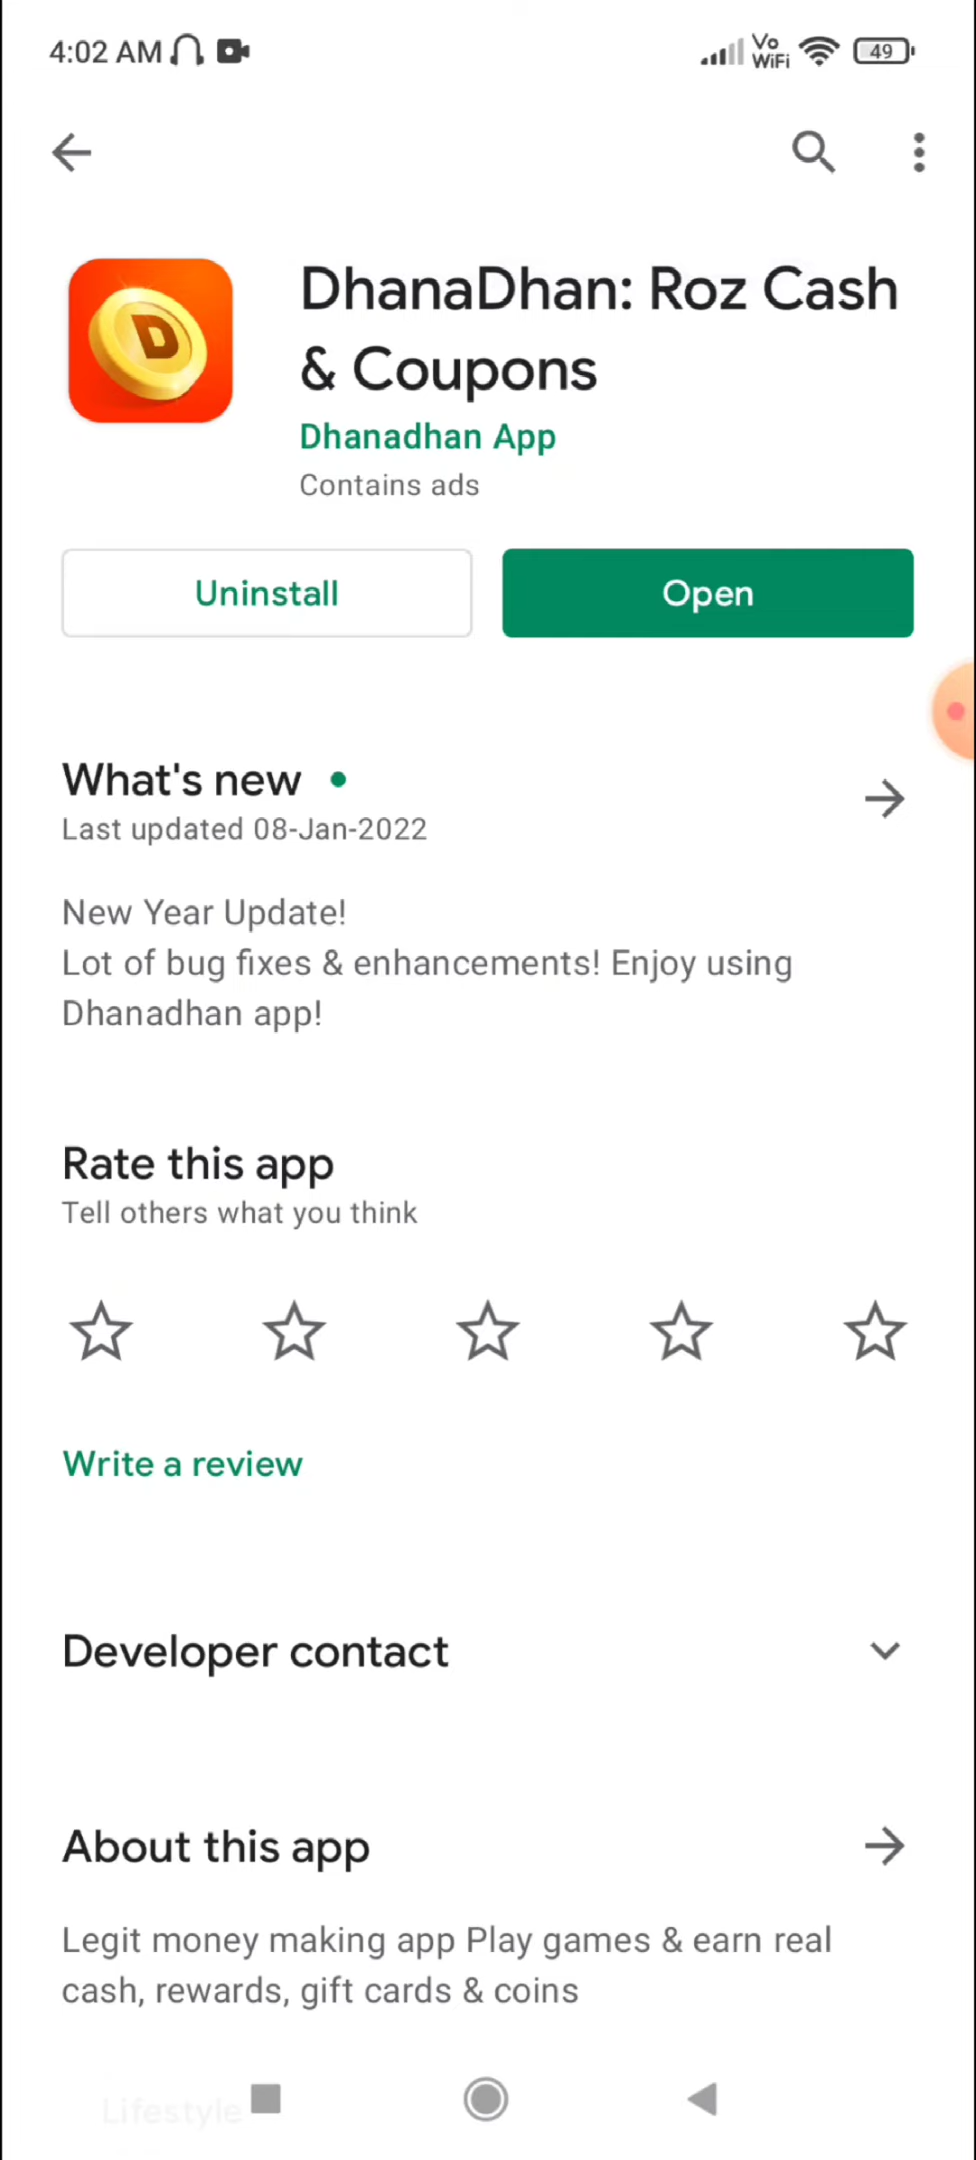 4:02 AM
Vo
WiFi
49
DhanaDhan: Roz Cash
& Coupons
Dhanadhan App
Contains ads
Uninstall
Open
What's new
Last updated 08-Jan-2022
New Year Update!
Lot of bug fixes & enhancements! Enjoy using
Dhanadhan app!
Rate this app
Tell others what you think
Write a review
Developer contact
About this app
Legit money making app Play games & earn real
cash, rewards, gift cards & coins
Lifestyle